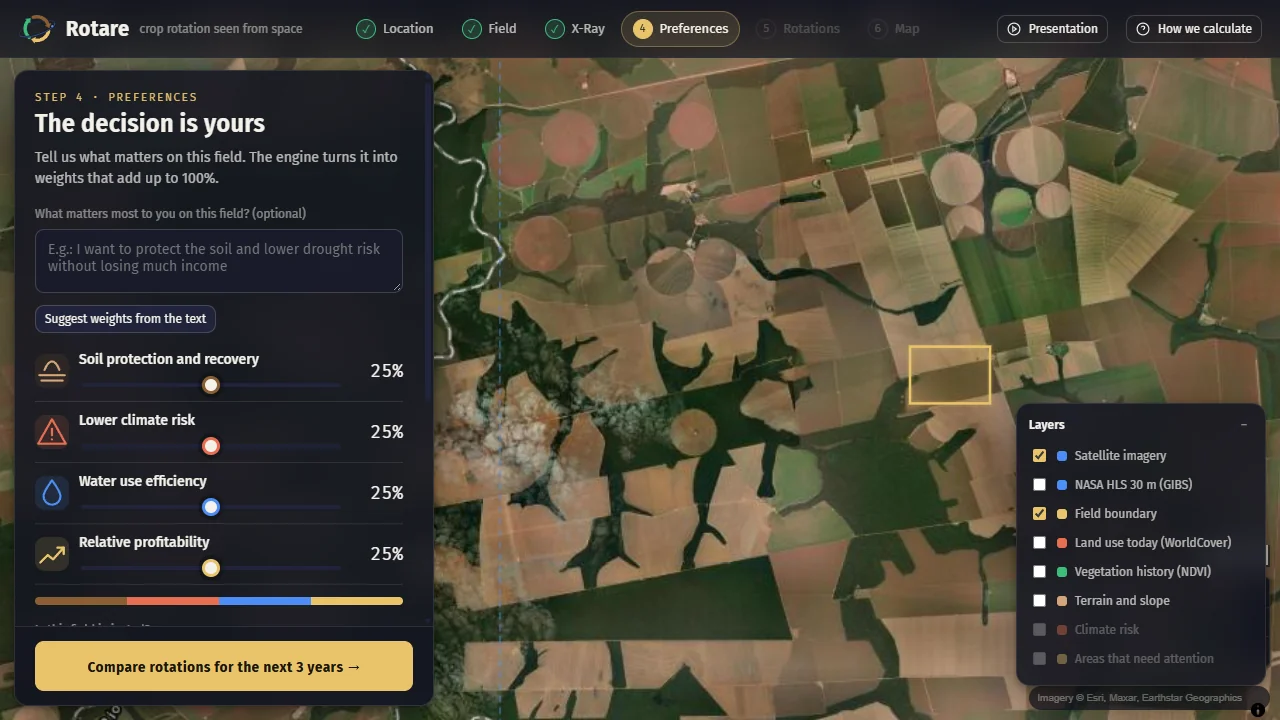 Rotare
crop rotation seen from space
✓ Location
✓ Field
✓ X-Ray
4 Preferences
5 Rotations
6 Map
Presentation
How we calculate
STEP 4 · PREFERENCES
The decision is yours
Tell us what matters on this field. The engine turns it into
weights that add up to 100%.
What matters most to you on this field? (optional)
E.g.: I want to protect the soil and lower drought risk
without losing much income
Suggest weights from the text
Soil protection and recovery
25%
Lower climate risk
25%
Water use efficiency
25%
Relative profitability
25%
Compare rotations for the next 3 years →
Layers
Satellite imagery
NASA HLS 30 m (GIBS)
Field boundary
Land use today (WorldCover)
Vegetation history (NDVI)
Terrain and slope
Climate risk
Areas that need attention
Imagery © Esri, Maxar, Earthstar Geographics